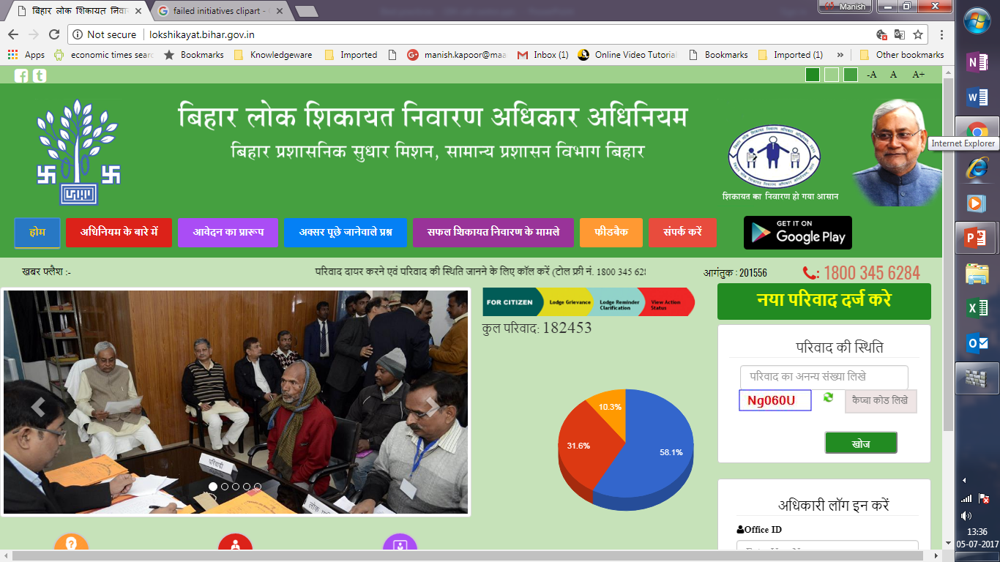 बिहार लोक शिकायत निवा
failed initiatives clipart -
Manish
Not secure
lokshikayat.bihar.gov.in
Apps
economic times searc
Bookmarks
Knowledgeware
Imported
manish.kapoor@maa
Inbox (1)
Online Video Tutoria
Bookmarks
Imported (1)
»
Other bookmarks
-A A A+
बिहार लोक शिकायत निवारण अधिकार अधिनियम
बिहार प्रशासनिक सुधार मिशन, सामान्य प्रशासन विभाग बिहार
शिकायत का निवारण हो गया आसान
Internet Explorer
होम
अधिनियम के बारे में
आवेदन का प्रारूप
अक्सर पूछे जानेवाले प्रश्न
सफल शिकायत निवारण के मामले
फीडबैक
संपर्क करें
GET IT ON
Google Play
खबर फ्लैश :-
परिवाद दायर करने एवं परिवाद की स्थिति जानने के लिए कॉल करें (टोल फ्री नं. 1800 345 628
आगंतुक : 201556
: 1800 345 6284
FOR CITIZEN
Lodge Grievance
Lodge Reminder
Clarification
View Action
Status
कुल परिवाद: 182453
10.3%
31.6%
58.1%
परिवादी
नया परिवाद दर्ज करे
परिवाद की स्थिति
परिवाद का अनन्य संख्या लिखे
Ng060U
कैप्चा कोड लिखे
खोज
अधिकारी लॉग इन करें
Office ID
13:36
05-07-2017